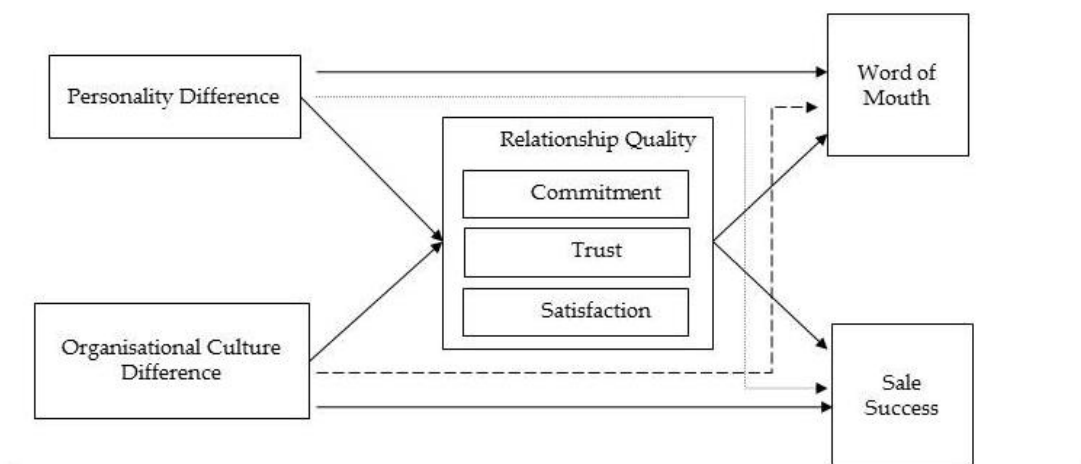 Personality Difference
Word of
Mouth
Relationship Quality
Commitment
Trust
Satisfaction
Organisational Culture
Difference
Sale
Success